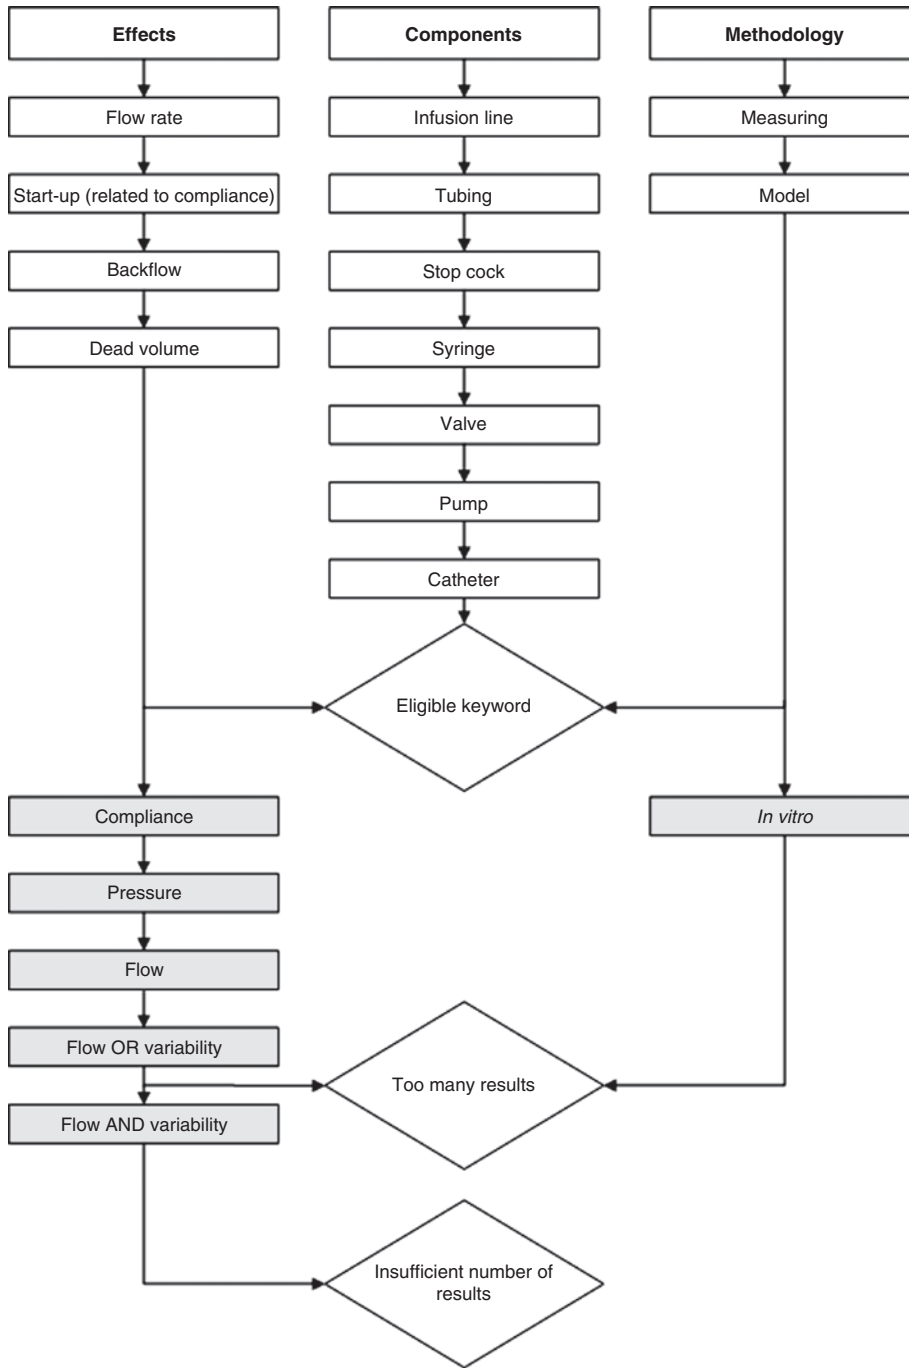 Effects
Components
Methodology
Flow rate
Infusion line
Measuring
Start-up (related to compliance)
Tubing
Model
Backflow
Stop cock
Dead volume
Syringe
Valve
Pump
Catheter
Eligible keyword
Compliance
In vitro
Pressure
Flow
Flow OR variability
Too many results
Flow AND variability
Insufficient number of
results